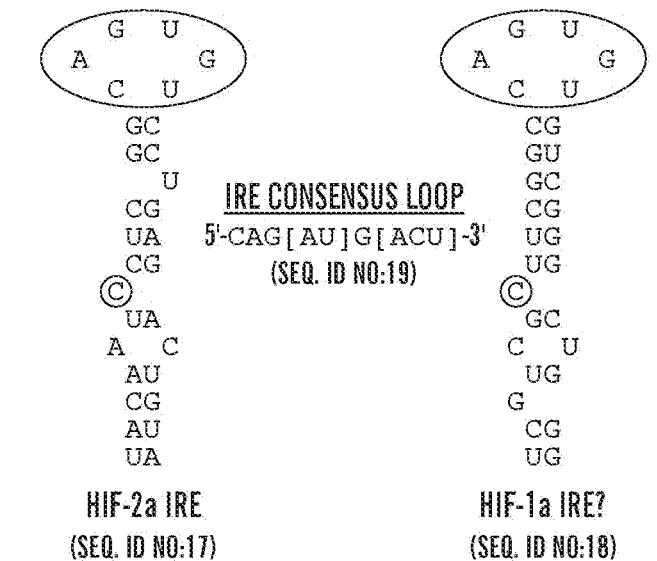 G U
A G
C U
GC
GC
U
CG
UA
CG
C
UA
A C
AU
CG
AU
UA
HIF-2a IRE
(SEQ. ID NO:17)
IRE CONSENSUS LOOP
5'-CAG[AU]G[ACU]-3'
(SEQ. ID NO:19)
G U
A G
C U
CG
GU
GC
CG
UG
UG
C
GC
C U
UG
G
CG
UG
HIF-1a IRE?
(SEQ. ID NO:18)